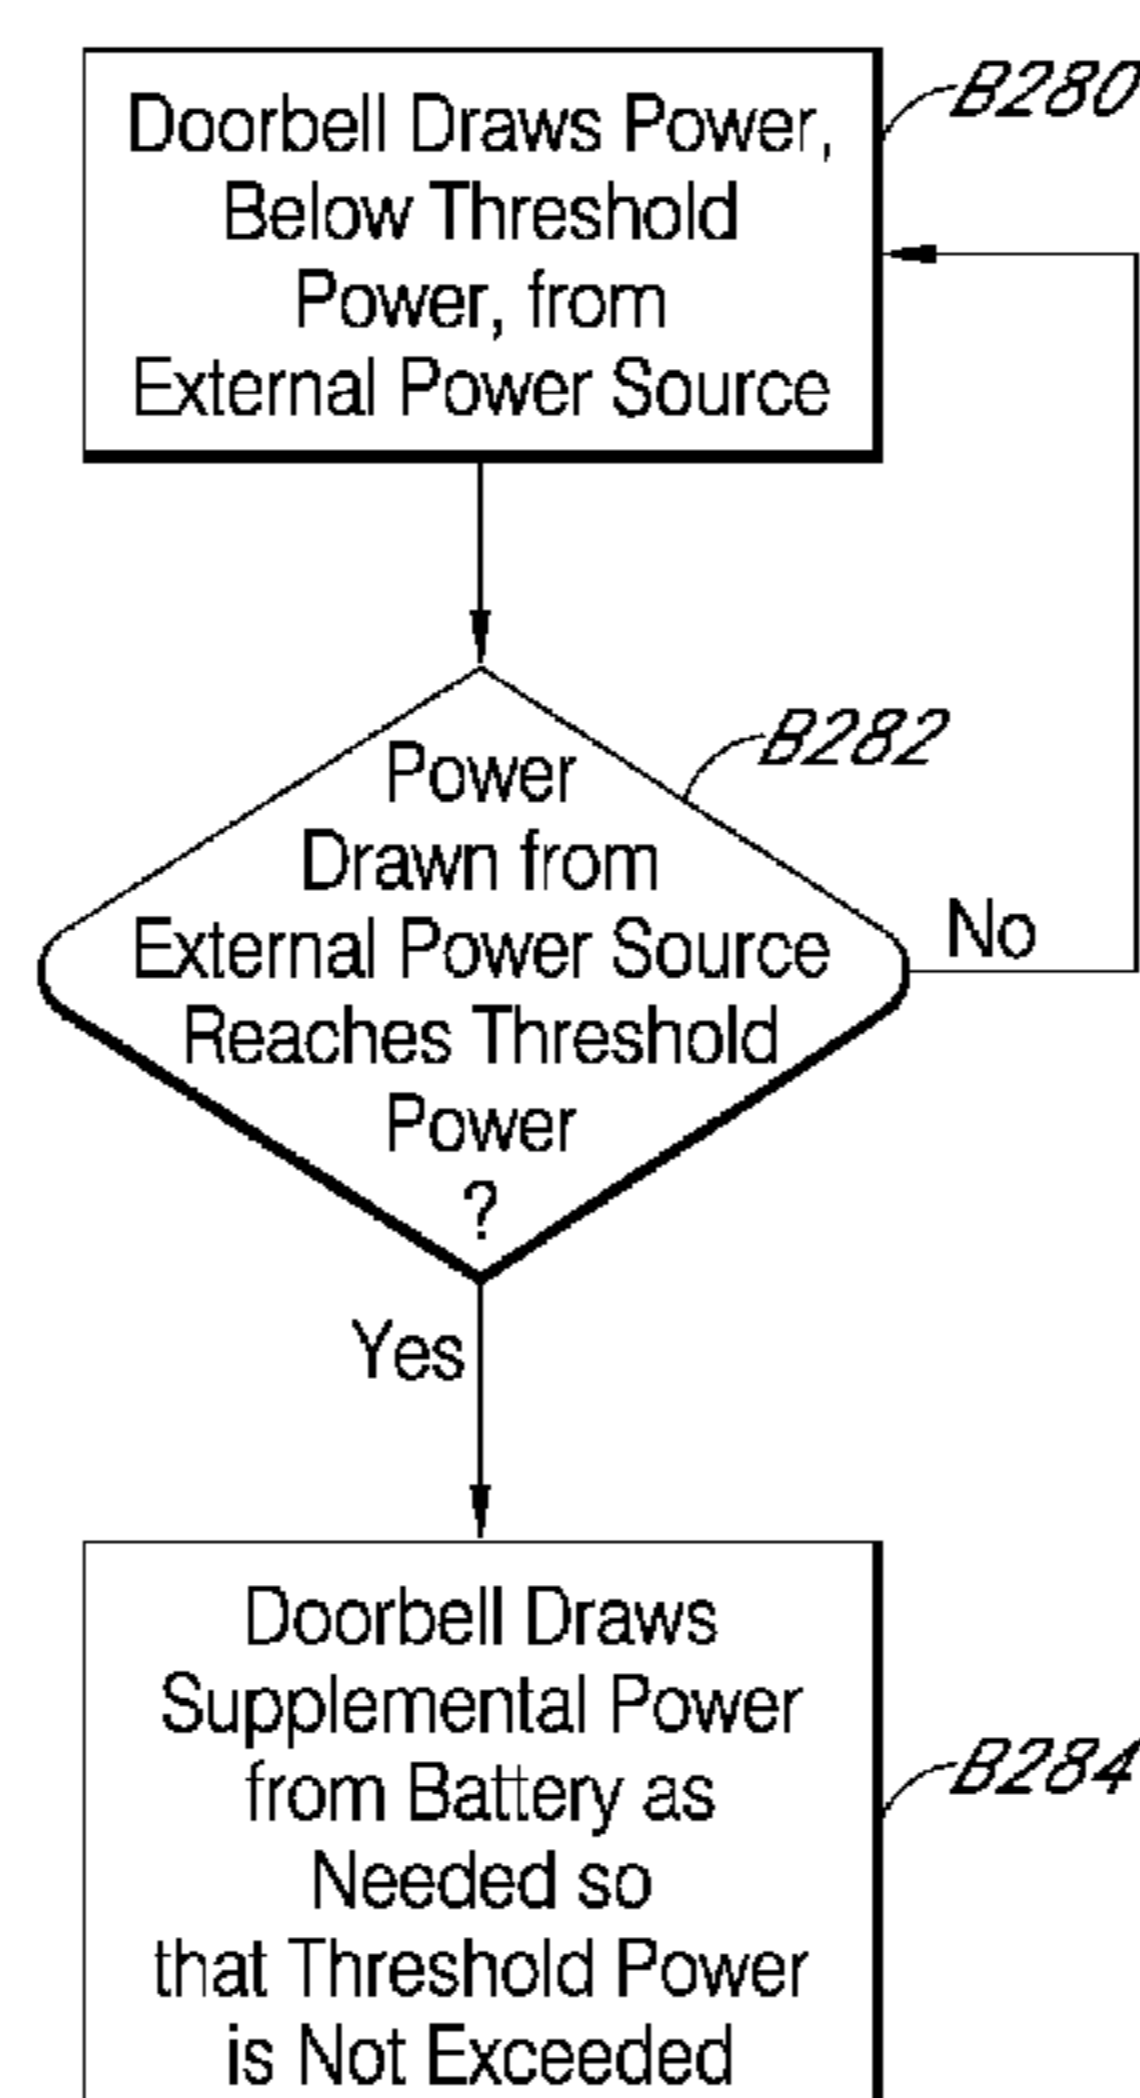 Doorbell Draws Power,
Below Threshold
Power, from
External Power Source
B280
Power
Drawn from
External Power Source
Reaches Threshold
Power
?
B282
No
Yes
Doorbell Draws
Supplemental Power
from Battery as
Needed so
that Threshold Power
is Not Exceeded
B284